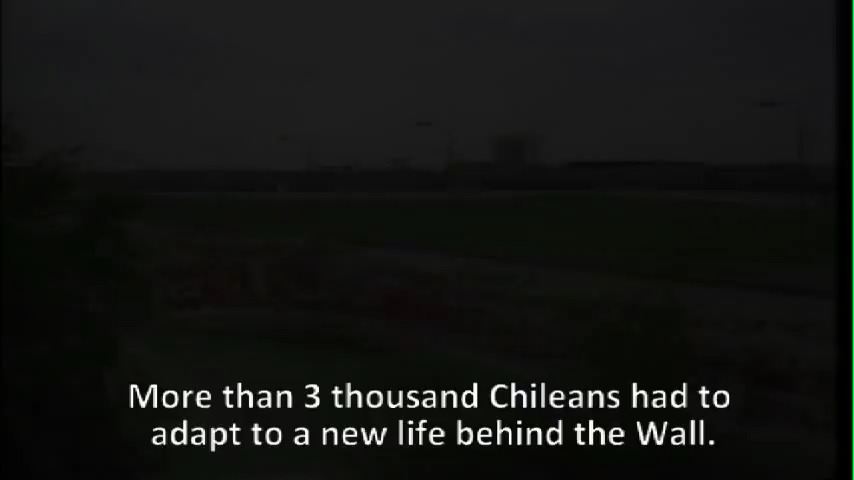 More than 3 thousand Chileans had to
adapt to a new life behind the Wall.